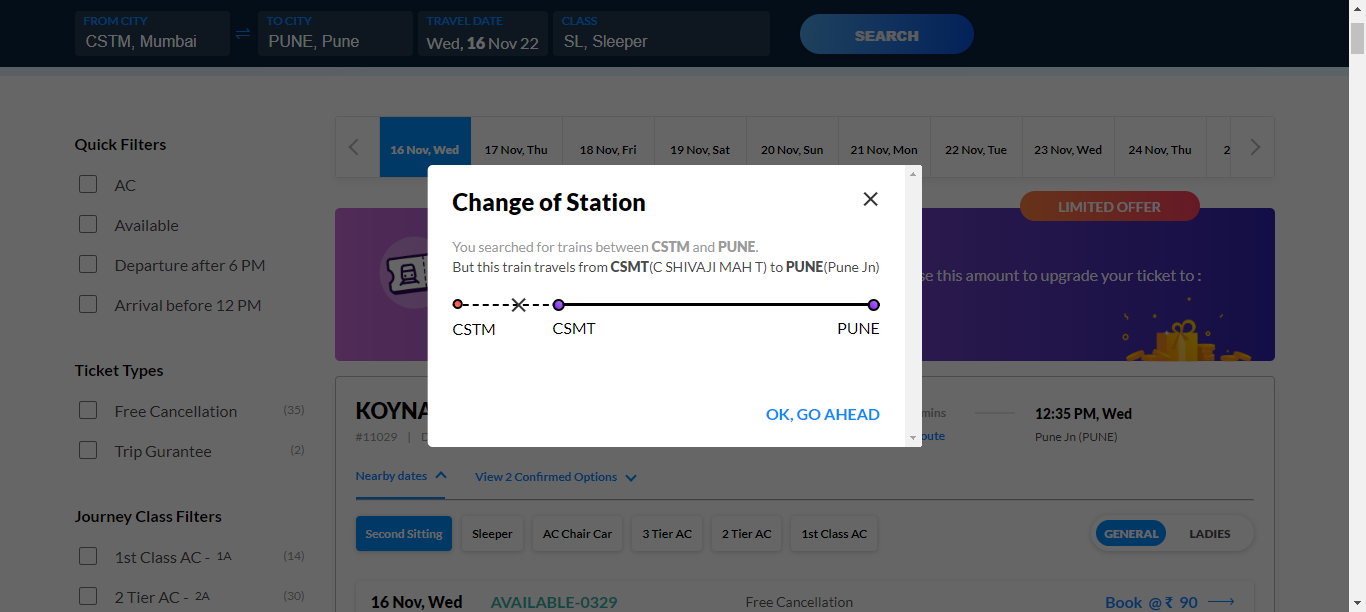 FROM CITY
CSTM, Mumbai
TO CITY
PUNE, Pune
TRAVEL DATE
Wed, 16 Nov 22
CLASS
SL, Sleeper
SEARCH
16 Nov, Wed
17 Nov, Thu
18 Nov, Fri
19 Nov, Sat
20 Nov, Sun
21 Nov, Mon
22 Nov, Tue
23 Nov, Wed
24 Nov, Thu
2
Quick Filters
AC
Available
Departure after 6 PM
Arrival before 12 PM
Ticket Types
Free Cancellation (35)
Trip Gurantee (2)
Journey Class Filters
1st Class AC - 1A (14)
2 Tier AC - 2A (30)
LIMITED OFFER
se this amount to upgrade your ticket to :
Change of Station
You searched for trains between CSTM and PUNE.
But this train travels from CSMT(C SHIVAJI MAH T) to PUNE(Pune Jn)
CSTM
CSMT
PUNE
OK, GO AHEAD
KOYNA
#11029 | D
mins
12:35 PM, Wed
Pune Jn (PUNE)
Nearby dates
View 2 Confirmed Options
Second Sitting
Sleeper
AC Chair Car
3 Tier AC
2 Tier AC
1st Class AC
GENERAL
LADIES
16 Nov, Wed
AVAILABLE-0329
Free Cancellation
Book @ ₹ 90